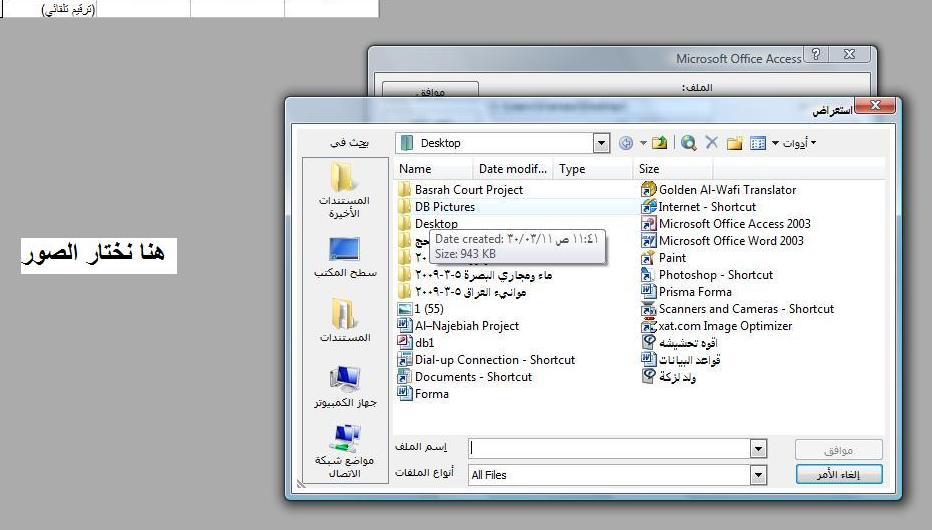 (ترقيم تلقائي)
Microsoft Office Access
الملف:
موافق
استعراض
بحث في
Desktop
أدوات
Name Date modif... Type Size
المستندات
الأخيرة
سطح المكتب
المستندات
جهاز الكمبيوتر
مواضع شبكة
الاتصال
Basrah Court Project
DB Pictures
Desktop
حج
Date created: ٣٠/٠٣/١١ ص ١١:٤١
Size: 943 KB
ماء ومجاري البصرة ٥-٣-٢٠٠٩
موانيء العراق ٥-٣-٢٠٠٩
1 (55)
Al-Najebiah Project
db1
Dial-up Connection - Shortcut
Documents - Shortcut
Forma
Golden Al-Wafi Translator
Internet - Shortcut
Microsoft Office Access 2003
Microsoft Office Word 2003
Paint
Photoshop - Shortcut
Prisma Forma
Scanners and Cameras - Shortcut
xat.com Image Optimizer
اقوه تحشيشه
قواعد البيانات
ولد لزكة
هنا نختار الصور
إسم الملف
موافق
أنواع الملفات
All Files
إلغاء الأمر